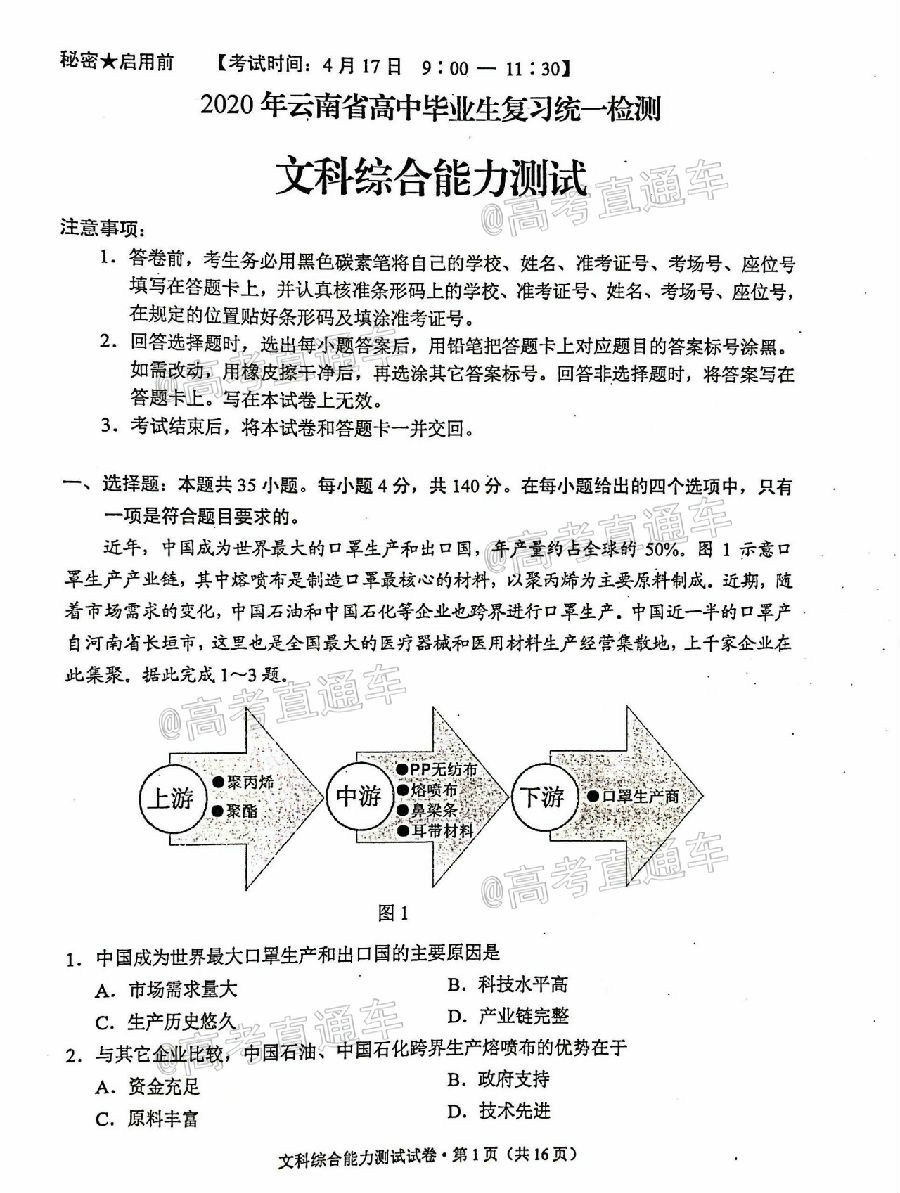 秘密★启用前 【考试时间：4月17日 9：00 — 11：30】
2020年云南省高中毕业生复习统一检测
文科综合能力测试
@高考直通车
注意事项：
1．答卷前，考生务必用黑色碳素笔将自己的学校、姓名、准考证号、考场号、座位号
填写在答题卡上，并认真核准条形码上的学校、准考证号、姓名、考场号、座位号，
在规定的位置贴好条形码及填涂准考证号。
2．回答选择题时，选出每小题答案后，用铅笔把答题卡上对应题目的答案标号涂黑。
@高考直通车
如需改动，用橡皮擦干净后，再选涂其它答案标号。回答非选择题时，将答案写在
答题卡上。写在本试卷上无效。
3．考试结束后，将本试卷和答题卡一并交回。
一、选择题：本题共35小题。每小题4分，共140分。在每小题给出的四个选项中，只有
一项是符合题目要求的。
@高考直通车
近年，中国成为世界最大的口罩生产和出口国，年产量约占全球的50%。图1示意口
罩生产产业链，其中熔喷布是制造口罩最核心的材料，以聚丙烯为主要原料制成。近期，随
着市场需求的变化，中国石油和中国石化等企业也跨界进行口罩生产。中国近一半的口罩产
自河南省长垣市，这里也是全国最大的医疗器械和医用材料生产经营集散地，上千家企业在
此集聚。据此完成1～3题。
@高考直通车
上游
●聚丙烯
●聚酯
中游
●PP无纺布
●熔喷布
●鼻梁条
●耳带材料
下游
●口罩生产商
@高考直通车
图1
1．中国成为世界最大口罩生产和出口国的主要原因是
A．市场需求量大 B．科技水平高
C．生产历史悠久 D．产业链完整
@高考直通车
2．与其它企业比较，中国石油、中国石化跨界生产熔喷布的优势在于
A．资金充足 B．政府支持
C．原料丰富 D．技术先进
文科综合能力测试试卷·第1页（共16页）